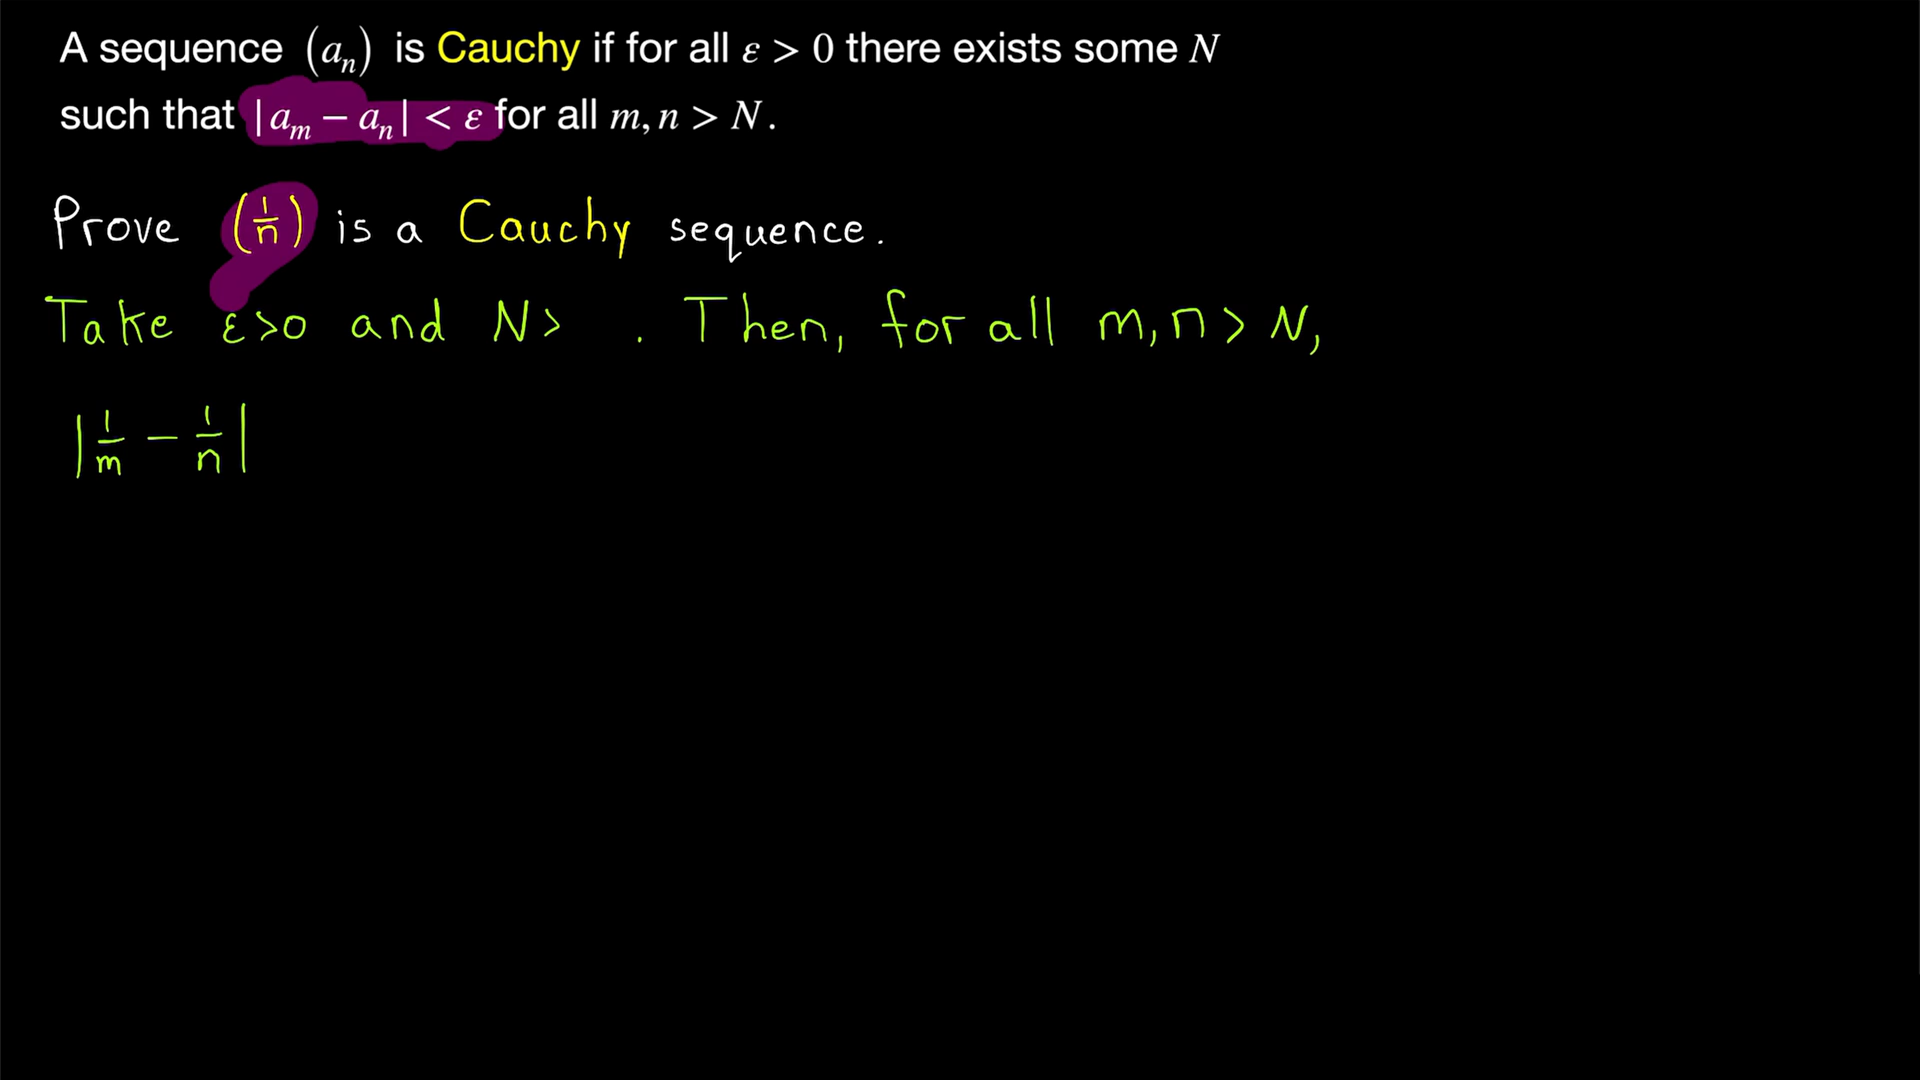 A sequence (aₙ) is Cauchy if for all ε > 0 there exists some N
such that |aₘ − aₙ| < ε for all m, n > N.
Prove (1/n) is a Cauchy sequence.
Take ε>0 and N> . Then, for all m,n > N,
|1/m − 1/n|